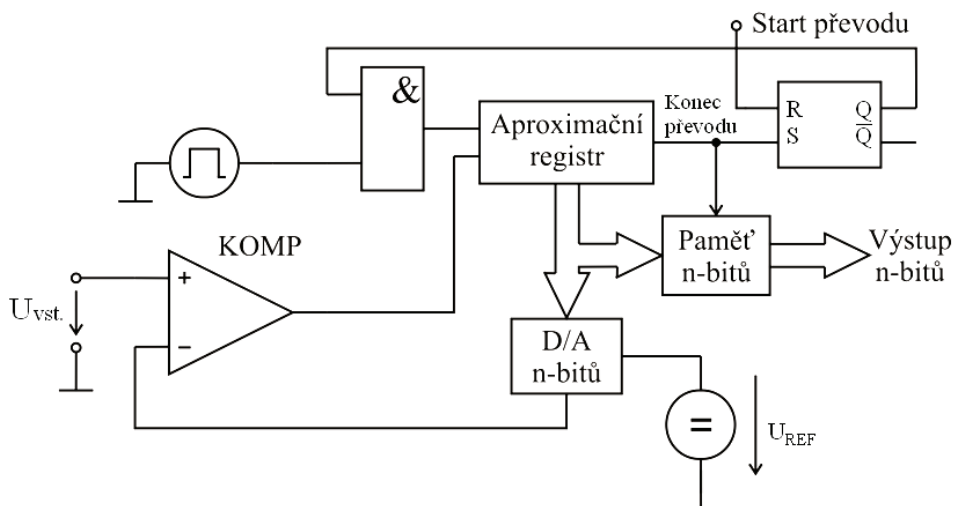 Start převodu
&
Aproximační
registr
Konec
převodu
R
S
Q
Q̅
KOMP
Paměť
n-bitů
Výstup
n-bitů
+
−
Uvst.
D/A
n-bitů
=
UREF